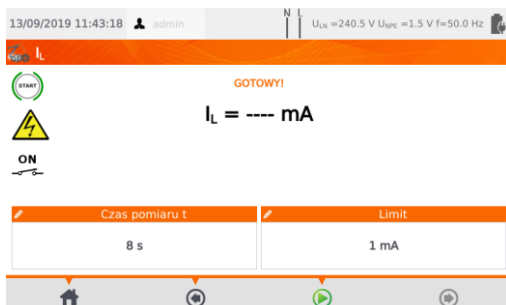 13/09/2019 11:43:18 admin
N L
ULN =240.5 V UNPE =1.5 V f=50.0 Hz
IL
START
GOTOWY!
IL = ---- mA
ON
Czas pomiaru t
8 s
Limit
1 mA